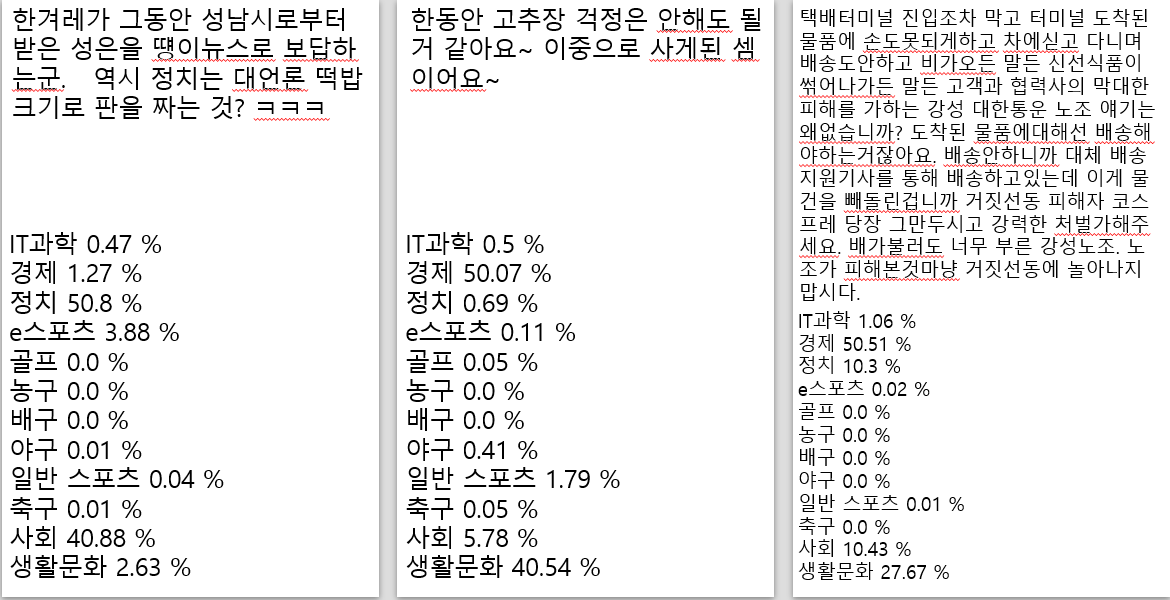 한겨레가 그동안 성남시로부터
받은 성은을 떙이뉴스로 보답하
는군.   역시 정치는 대언론 떡밥
크기로 판을 짜는 것? ㅋㅋㅋ
IT과학 0.47 %
경제 1.27 %
정치 50.8 %
e스포츠 3.88 %
골프 0.0 %
농구 0.0 %
배구 0.0 %
야구 0.01 %
일반 스포츠 0.04 %
축구 0.01 %
사회 40.88 %
생활문화 2.63 %
한동안 고추장 걱정은 안해도 될
거 같아요~ 이중으로 사게된 셈
이어요~
IT과학 0.5 %
경제 50.07 %
정치 0.69 %
e스포츠 0.11 %
골프 0.05 %
농구 0.0 %
배구 0.0 %
야구 0.41 %
일반 스포츠 1.79 %
축구 0.05 %
사회 5.78 %
생활문화 40.54 %
택배터미널 진입조차 막고 터미널 도착된
물품에 손도못되게하고 차에싣고 다니며
배송도안하고 비가오든 말든 신선식품이
썪어나가든 말든 고객과 협력사의 막대한
피해를 가하는 강성 대한통운 노조 얘기는
왜없습니까? 도착된 물품에대해선 배송해
야하는거잖아요. 배송안하니까 대체 배송
지원기사를 통해 배송하고있는데 이게 물
건을 빼돌린겁니까 거짓선동 피해자 코스
프레 당장 그만두시고 강력한 처벌가해주
세요. 배가불러도 너무 부른 강성노조. 노
조가 피해본것마냥 거짓선동에 놀아나지
맙시다.
IT과학 1.06 %
경제 50.51 %
정치 10.3 %
e스포츠 0.02 %
골프 0.0 %
농구 0.0 %
배구 0.0 %
야구 0.0 %
일반 스포츠 0.01 %
축구 0.0 %
사회 10.43 %
생활문화 27.67 %